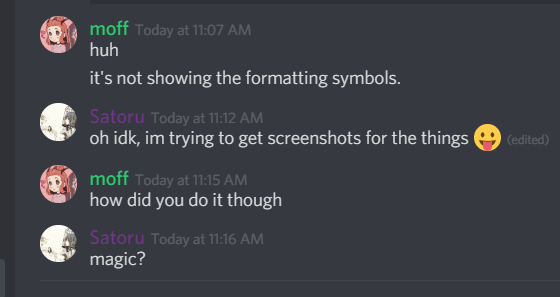 moff Today at 11:07 AM
huh
it's not showing the formatting symbols.
Satoru Today at 11:12 AM
oh idk, im trying to get screenshots for the things 😛 (edited)
moff Today at 11:15 AM
how did you do it though
Satoru Today at 11:16 AM
magic?